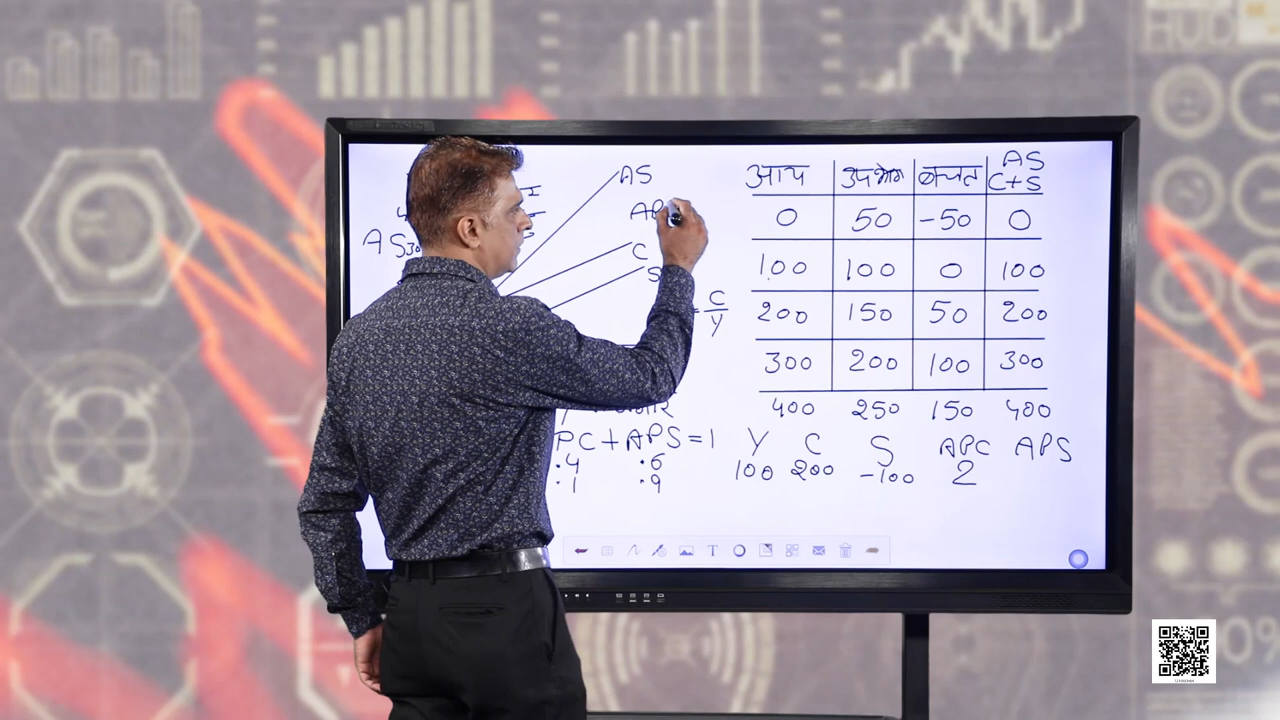 AS
AP
C
S
AS30
= C/Y
आय उपभोग बचत AS C+S
0 50 -50 0
100 100 0 100
200 150 50 200
300 200 100 300
400 250 150 400
PC+APS=1
.4 .6
.1 .9
Y C S APC APS
100 200 -100 2